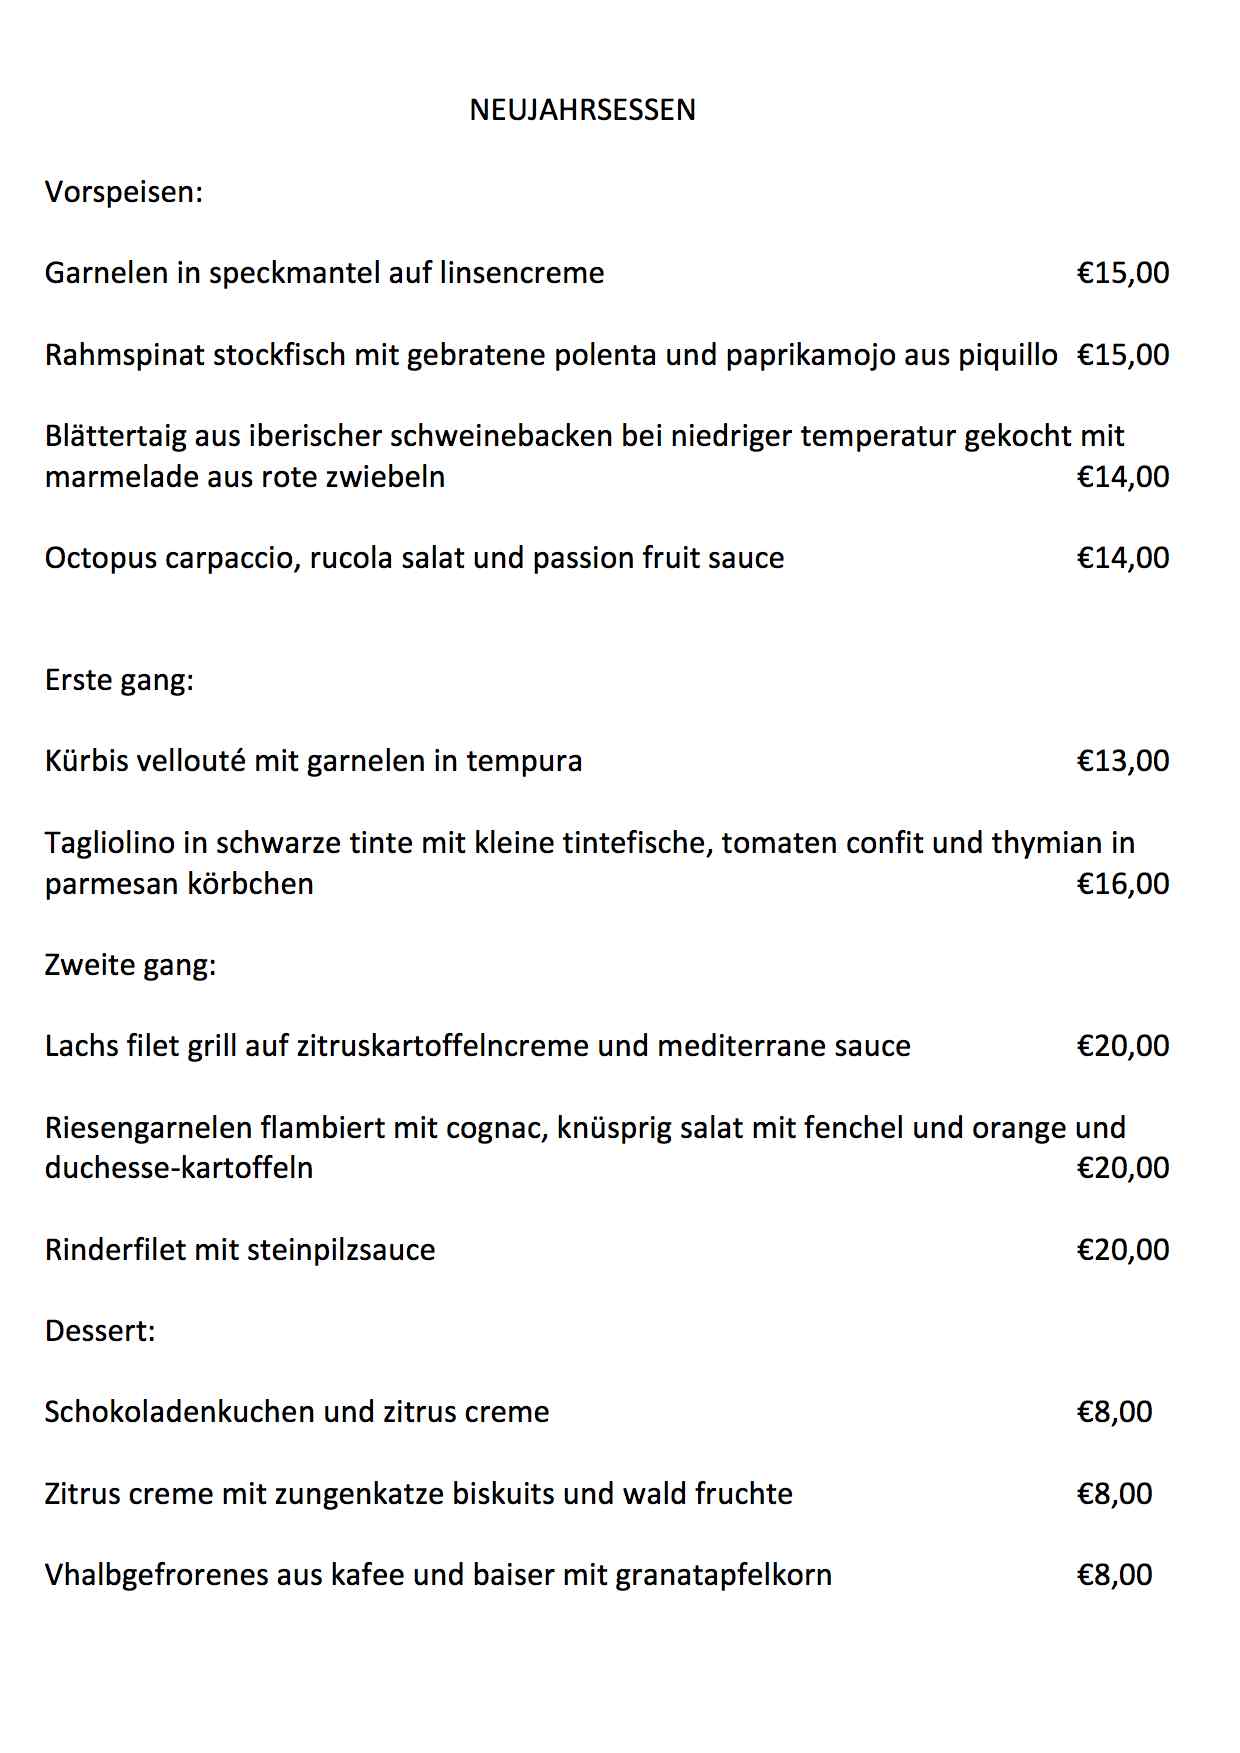 NEUJAHRSESSEN
Vorspeisen:
Garnelen in speckmantel auf linsencreme €15,00
Rahmspinat stockfisch mit gebratene polenta und paprikamojo aus piquillo €15,00
Blättertaig aus iberischer schweinebacken bei niedriger temperatur gekocht mit
marmelade aus rote zwiebeln €14,00
Octopus carpaccio, rucola salat und passion fruit sauce €14,00
Erste gang:
Kürbis vellouté mit garnelen in tempura €13,00
Tagliolino in schwarze tinte mit kleine tintefische, tomaten confit und thymian in
parmesan körbchen €16,00
Zweite gang:
Lachs filet grill auf zitruskartoffelncreme und mediterrane sauce €20,00
Riesengarnelen flambiert mit cognac, knüsprig salat mit fenchel und orange und
duchesse-kartoffeln €20,00
Rinderfilet mit steinpilzsauce €20,00
Dessert:
Schokoladenkuchen und zitrus creme €8,00
Zitrus creme mit zungenkatze biskuits und wald fruchte €8,00
Vhalbgefrorenes aus kafee und baiser mit granatapfelkorn €8,00